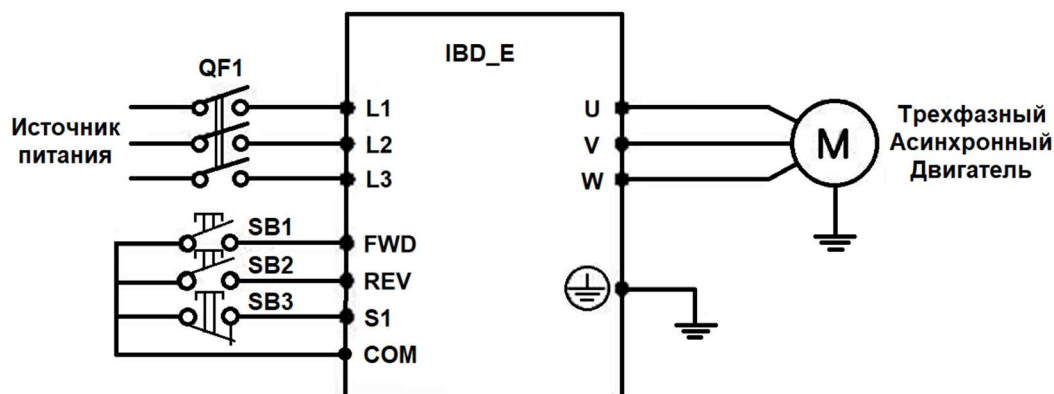 IBD_E
QF1
Источник
питания
L1
L2
L3
U
V
W
M
Трехфазный
Асинхронный
Двигатель
SB1
FWD
SB2
REV
SB3
S1
COM